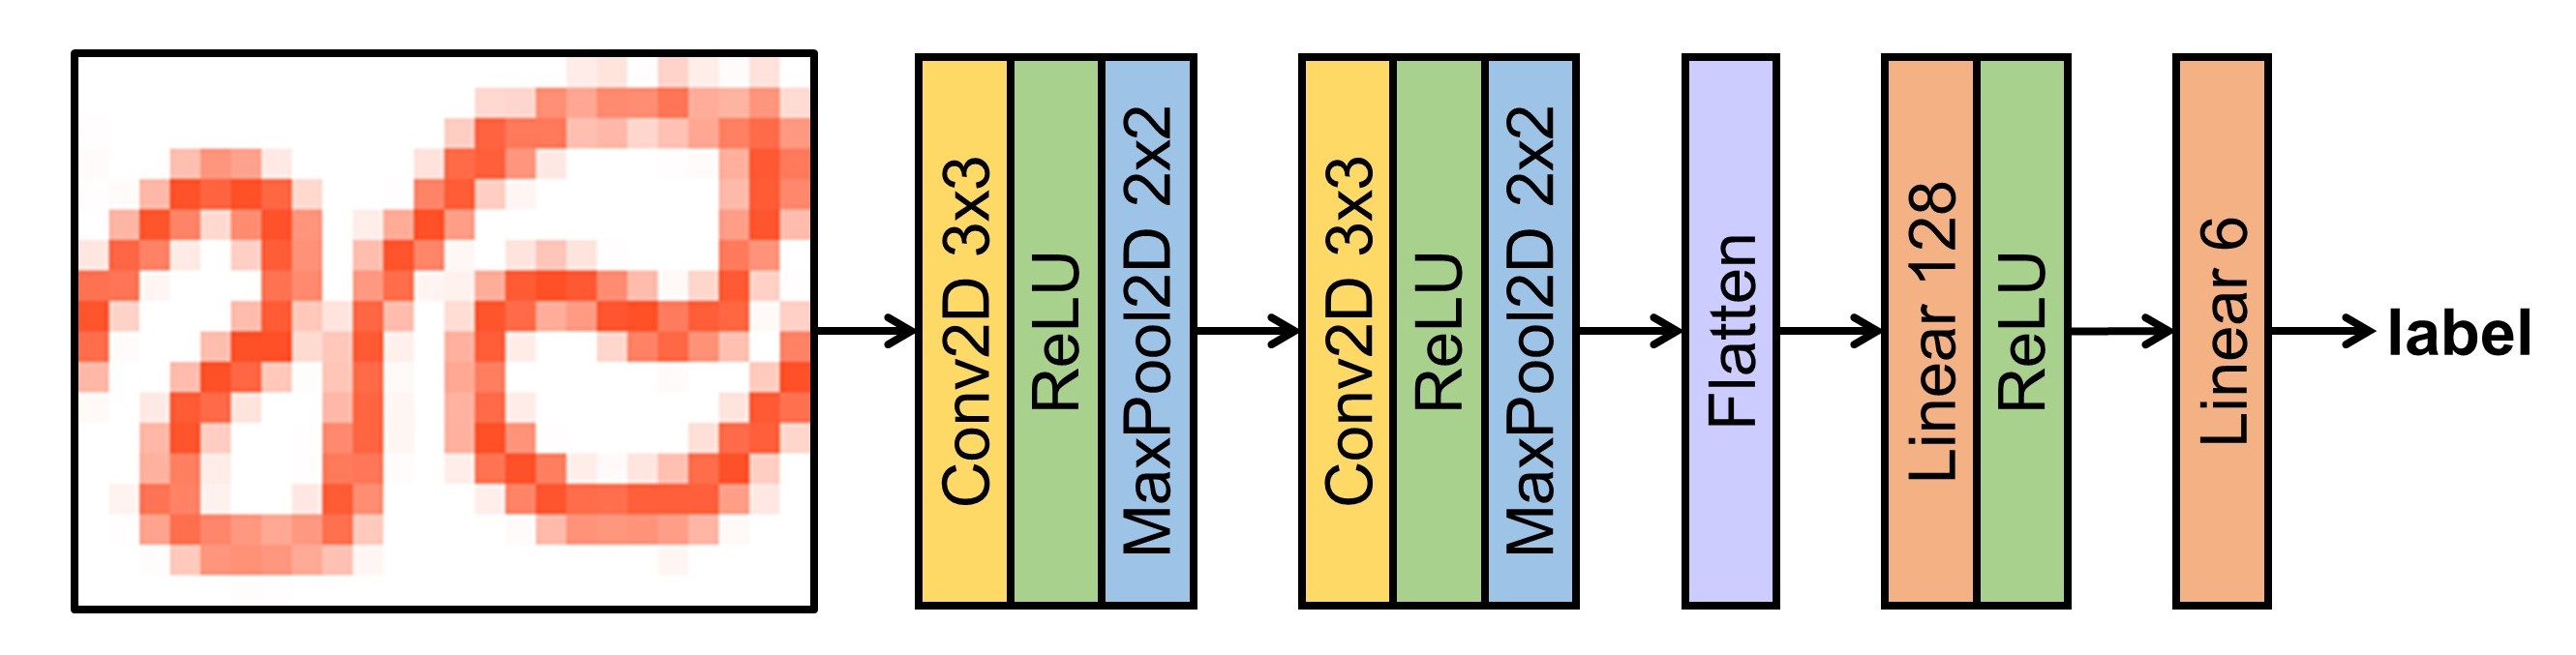 Conv2D 3x3
ReLU
MaxPool2D 2x2
Conv2D 3x3
ReLU
MaxPool2D 2x2
Flatten
Linear 128
ReLU
Linear 6
label